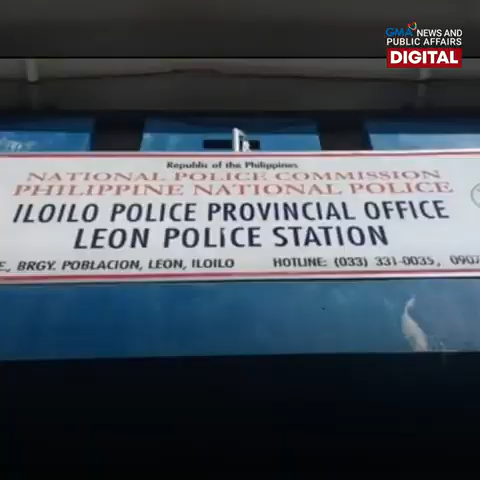 GMA NEWS AND
PUBLIC AFFAIRS
DIGITAL
Republic of the Philippines
NATIONAL POLICE COMMISSION
PHILIPPINE NATIONAL POLICE
ILOILO POLICE PROVINCIAL OFFICE
LEON POLICE STATION
BRGY. POBLACION, LEON, ILOILO HOTLINE: (033) 331-0035, 0907